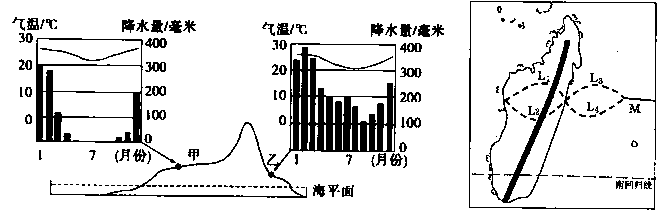 气温/℃ 降水量/毫米
30 400
20 300
10 200
0 100
0
1 7 (月份)
甲
气温/℃ 降水量/毫米
30 400
20 300
10 200
0 100
0
1 7 (月份)
乙
海平面
L₁ L₃
L₂ L₄
M
南回归线